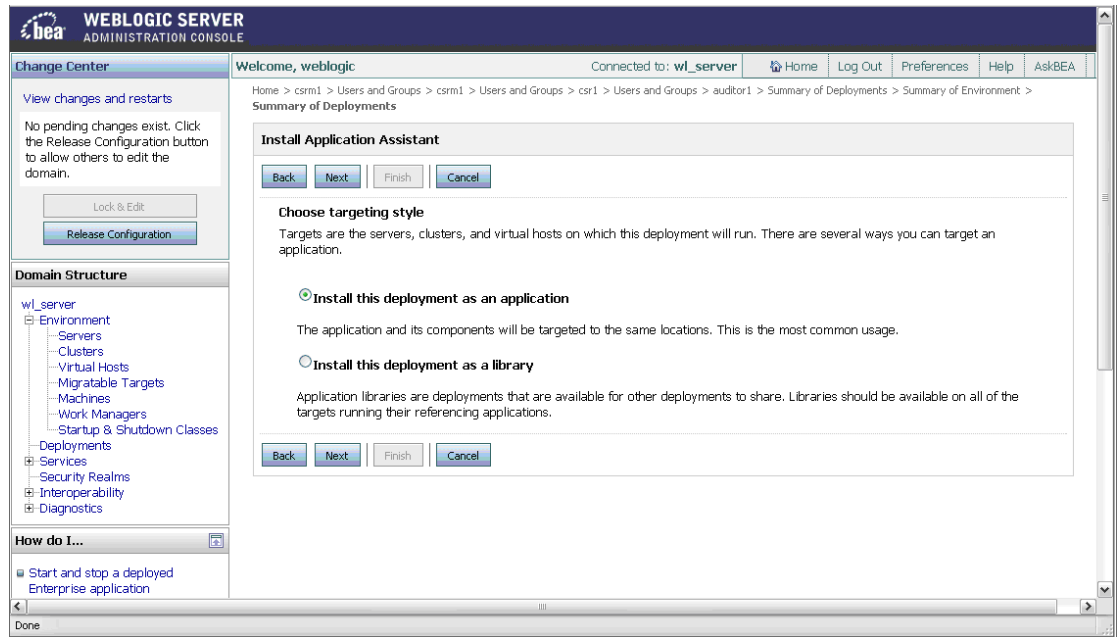 bea
WEBLOGIC SERVER
ADMINISTRATION CONSOLE
Change Center
View changes and restarts
No pending changes exist. Click
the Release Configuration button
to allow others to edit the
domain.
Lock & Edit
Release Configuration
Domain Structure
wl_server
Environment
Servers
Clusters
Virtual Hosts
Migratable Targets
Machines
Work Managers
Startup & Shutdown Classes
Deployments
Services
Security Realms
Interoperability
Diagnostics
How do I...
Start and stop a deployed
Enterprise application
Welcome, weblogic
Connected to: wl_server
Home
Log Out
Preferences
Help
AskBEA
Home > csrm1 > Users and Groups > csrm1 > Users and Groups > csr1 > Users and Groups > auditor1 > Summary of Deployments > Summary of Environment >
Summary of Deployments
Install Application Assistant
Back Next Finish Cancel
Choose targeting style
Targets are the servers, clusters, and virtual hosts on which this deployment will run. There are several ways you can target an
application.
Install this deployment as an application
The application and its components will be targeted to the same locations. This is the most common usage.
Install this deployment as a library
Application libraries are deployments that are available for other deployments to share. Libraries should be available on all of the
targets running their referencing applications.
Back Next Finish Cancel
Done